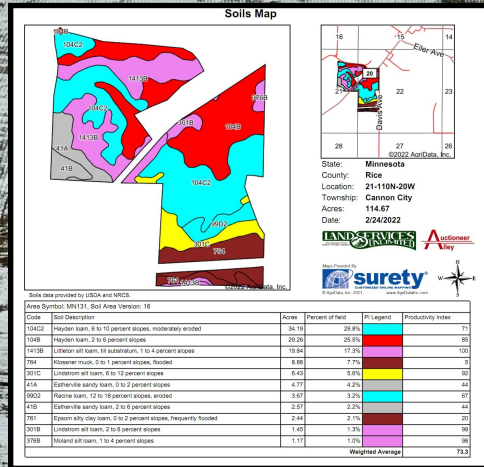 Soils Map
104B
104C2
1413B
376B
301B
104B
104C2
1413B
41A
41B
104C2
99D2
301C
764
761
©2022 AgriData, Inc.
16
15
14
Eiler Ave
20
21
22
23
Davis Ave
28
27
26
©2022 AgriData, Inc.
State: Minnesota
County: Rice
Location: 21-110N-20W
Township: Cannon City
Acres: 114.67
Date: 2/24/2022
LAND SERVICES UNLIMITED
Auctioneer Alley
Maps Provided By
surety®
CUSTOMIZED ONLINE MAPPING
© AgriData, Inc. 2021 www.AgriDataInc.com
N
W E
S
Soils data provided by USDA and NRCS.
Area Symbol: MN131, Soil Area Version: 16
Code Soil Description Acres Percent of field PI Legend Productivity Index
104C2 Hayden loam, 6 to 10 percent slopes, moderately eroded 34.19 29.8% 71
104B Hayden loam, 2 to 6 percent slopes 29.26 25.5% 85
1413B Littleton silt loam, till substratum, 1 to 4 percent slopes 19.84 17.3% 100
764 Klossner muck, 0 to 1 percent slopes, flooded 8.88 7.7% 5
301C Lindstrom silt loam, 6 to 12 percent slopes 6.43 5.6% 92
41A Estherville sandy loam, 0 to 2 percent slopes 4.77 4.2% 44
99D2 Racine loam, 12 to 18 percent slopes, eroded 3.67 3.2% 67
41B Estherville sandy loam, 2 to 6 percent slopes 2.57 2.2% 44
761 Epsom silty clay loam, 0 to 2 percent slopes, frequently flooded 2.44 2.1% 20
301B Lindstrom silt loam, 2 to 6 percent slopes 1.45 1.3% 99
376B Moland silt loam, 1 to 4 percent slopes 1.17 1.0% 98
Weighted Average 73.3